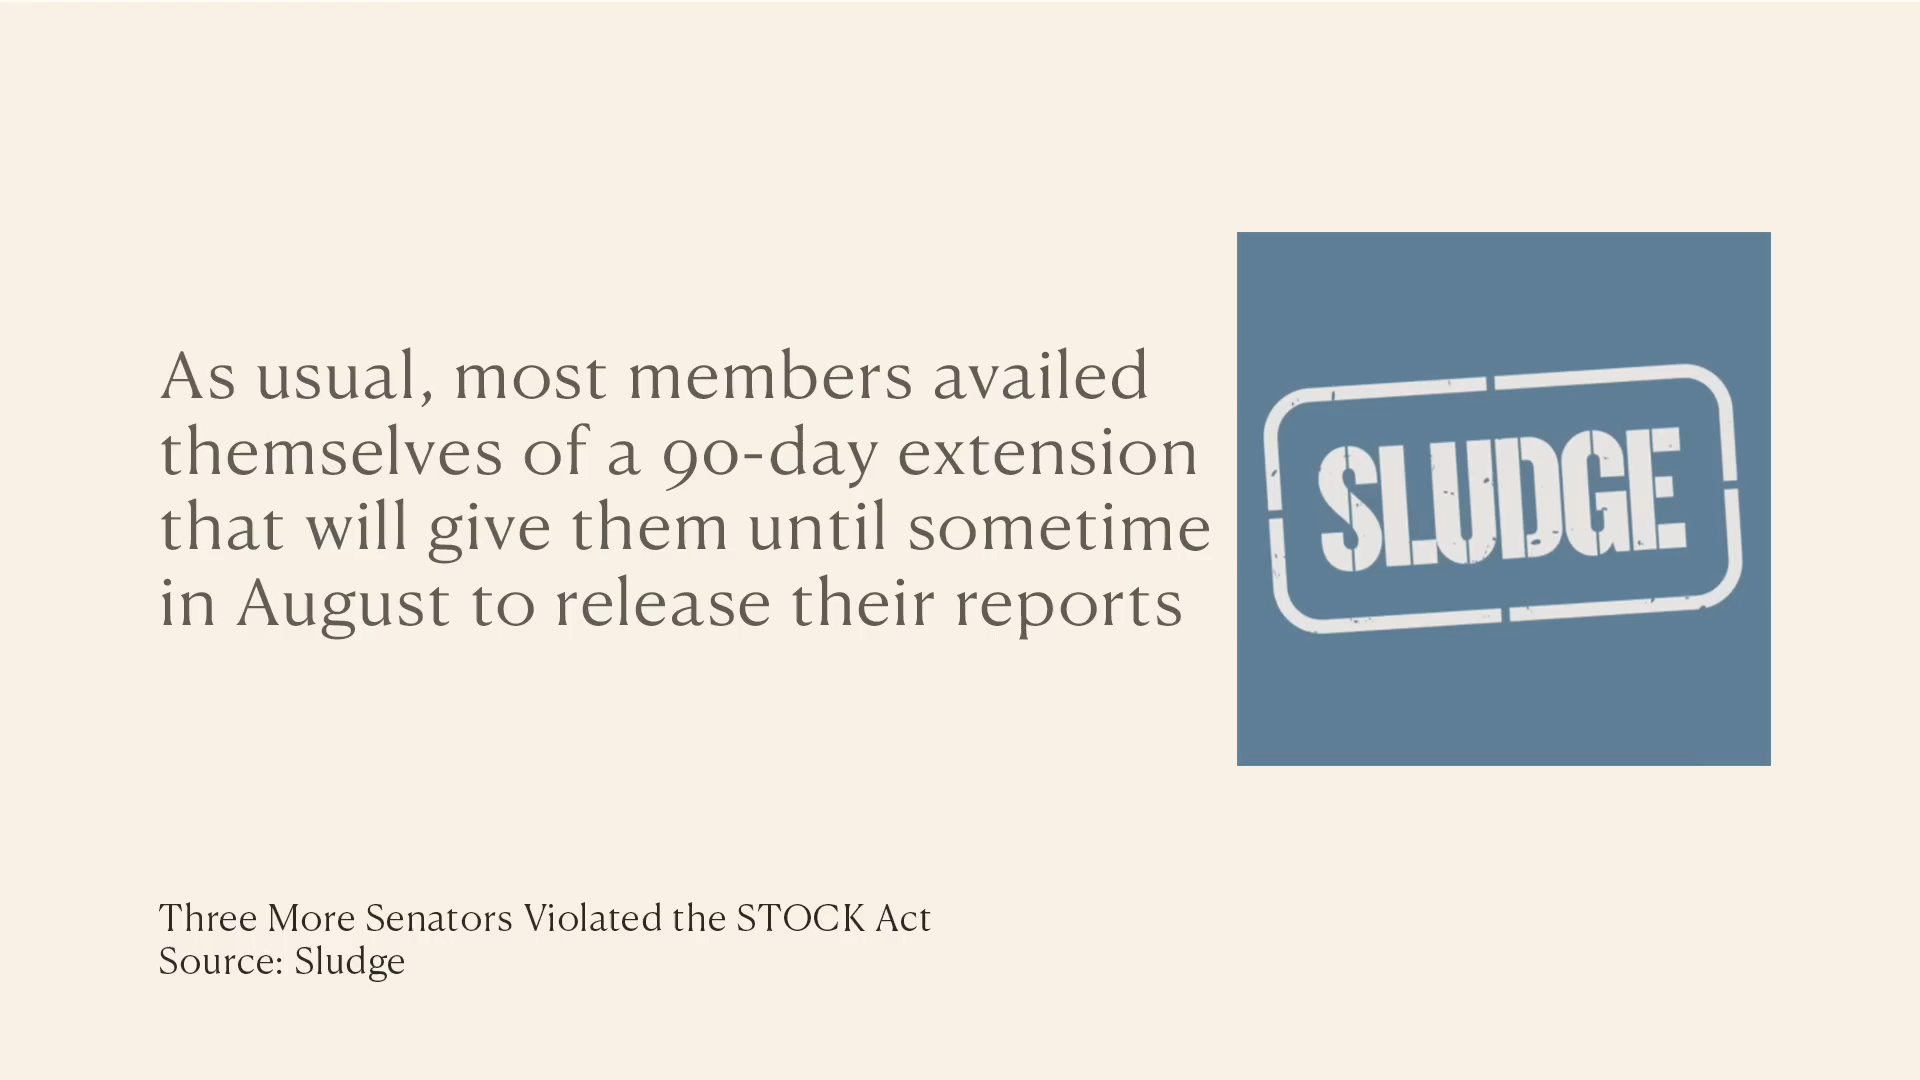 As usual, most members availed
themselves of a 90-day extension
that will give them until sometime
in August to release their reports
SLUDGE
Three More Senators Violated the STOCK Act
Source: Sludge